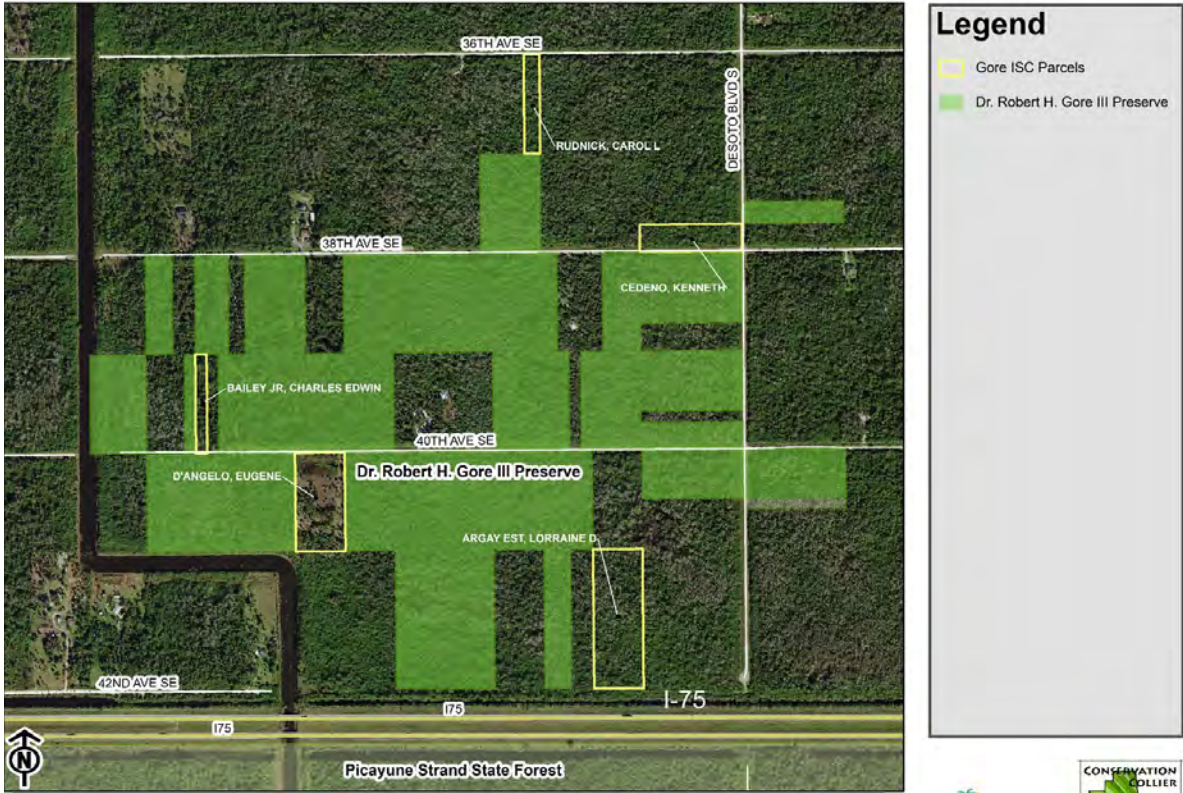 36TH AVE SE
DESOTO BLVD S
RUDNICK, CAROL L
38TH AVE SE
CEDENO, KENNETH
BAILEY JR, CHARLES EDWIN
40TH AVE SE
D'ANGELO, EUGENE
Dr. Robert H. Gore III Preserve
ARGAY EST, LORRAINE D
42ND AVE SE
I-75
I75
I75
N
Picayune Strand State Forest
Legend
Gore ISC Parcels
Dr. Robert H. Gore III Preserve
CONSERVATION
COLLIER